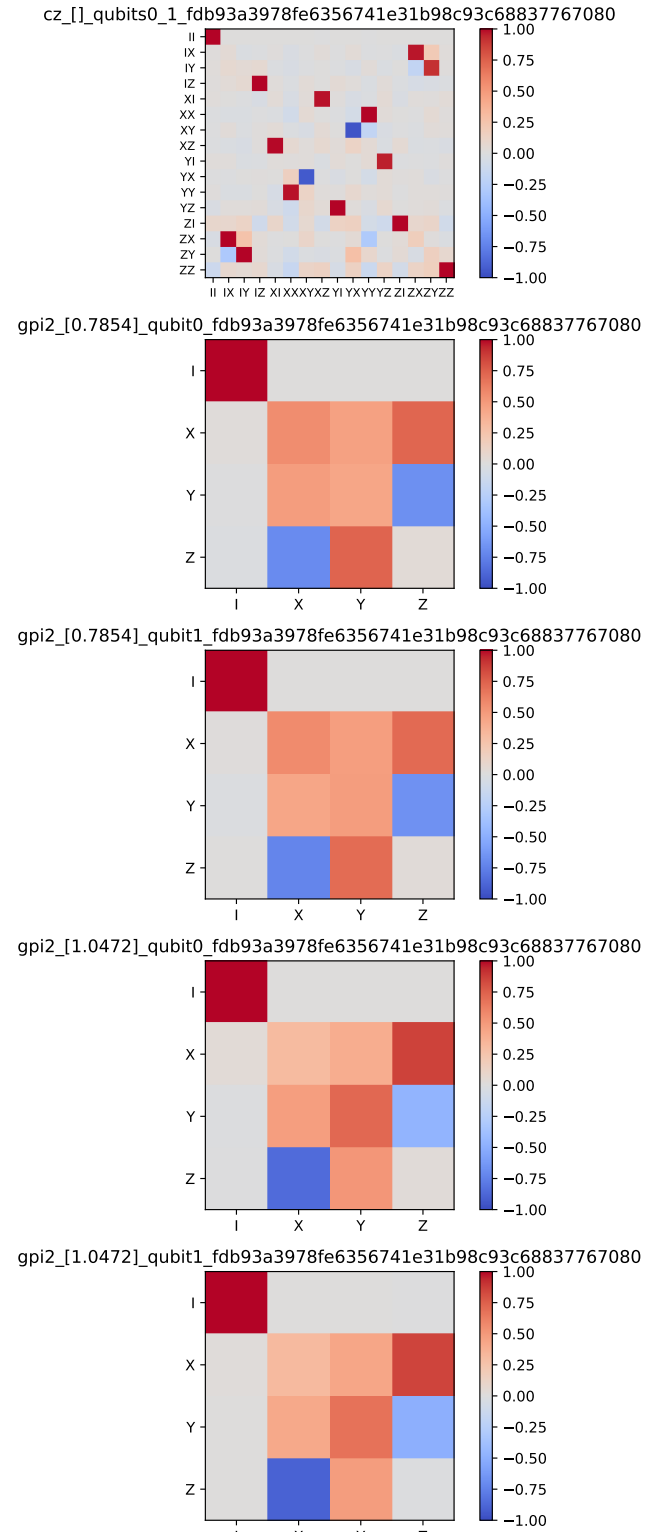 cz_[]_qubits0_1_fdb93a3978fe6356741e31b98c93c68837767080
II
IX
IY
IZ
XI
XX
XY
XZ
YI
YX
YY
YZ
ZI
ZX
ZY
ZZ
II IX IY IZ XI XX XY XZ YI YX YY YZ ZI ZX ZY ZZ
1.00
0.75
0.50
0.25
0.00
−0.25
−0.50
−0.75
−1.00
gpi2_[0.7854]_qubit0_fdb93a3978fe6356741e31b98c93c68837767080
I
X
Y
Z
I X Y Z
1.00
0.75
0.50
0.25
0.00
−0.25
−0.50
−0.75
−1.00
gpi2_[0.7854]_qubit1_fdb93a3978fe6356741e31b98c93c68837767080
I
X
Y
Z
I X Y Z
1.00
0.75
0.50
0.25
0.00
−0.25
−0.50
−0.75
−1.00
gpi2_[1.0472]_qubit0_fdb93a3978fe6356741e31b98c93c68837767080
I
X
Y
Z
I X Y Z
1.00
0.75
0.50
0.25
0.00
−0.25
−0.50
−0.75
−1.00
gpi2_[1.0472]_qubit1_fdb93a3978fe6356741e31b98c93c68837767080
I
X
Y
Z
1.00
0.75
0.50
0.25
0.00
−0.25
−0.50
−0.75
−1.00